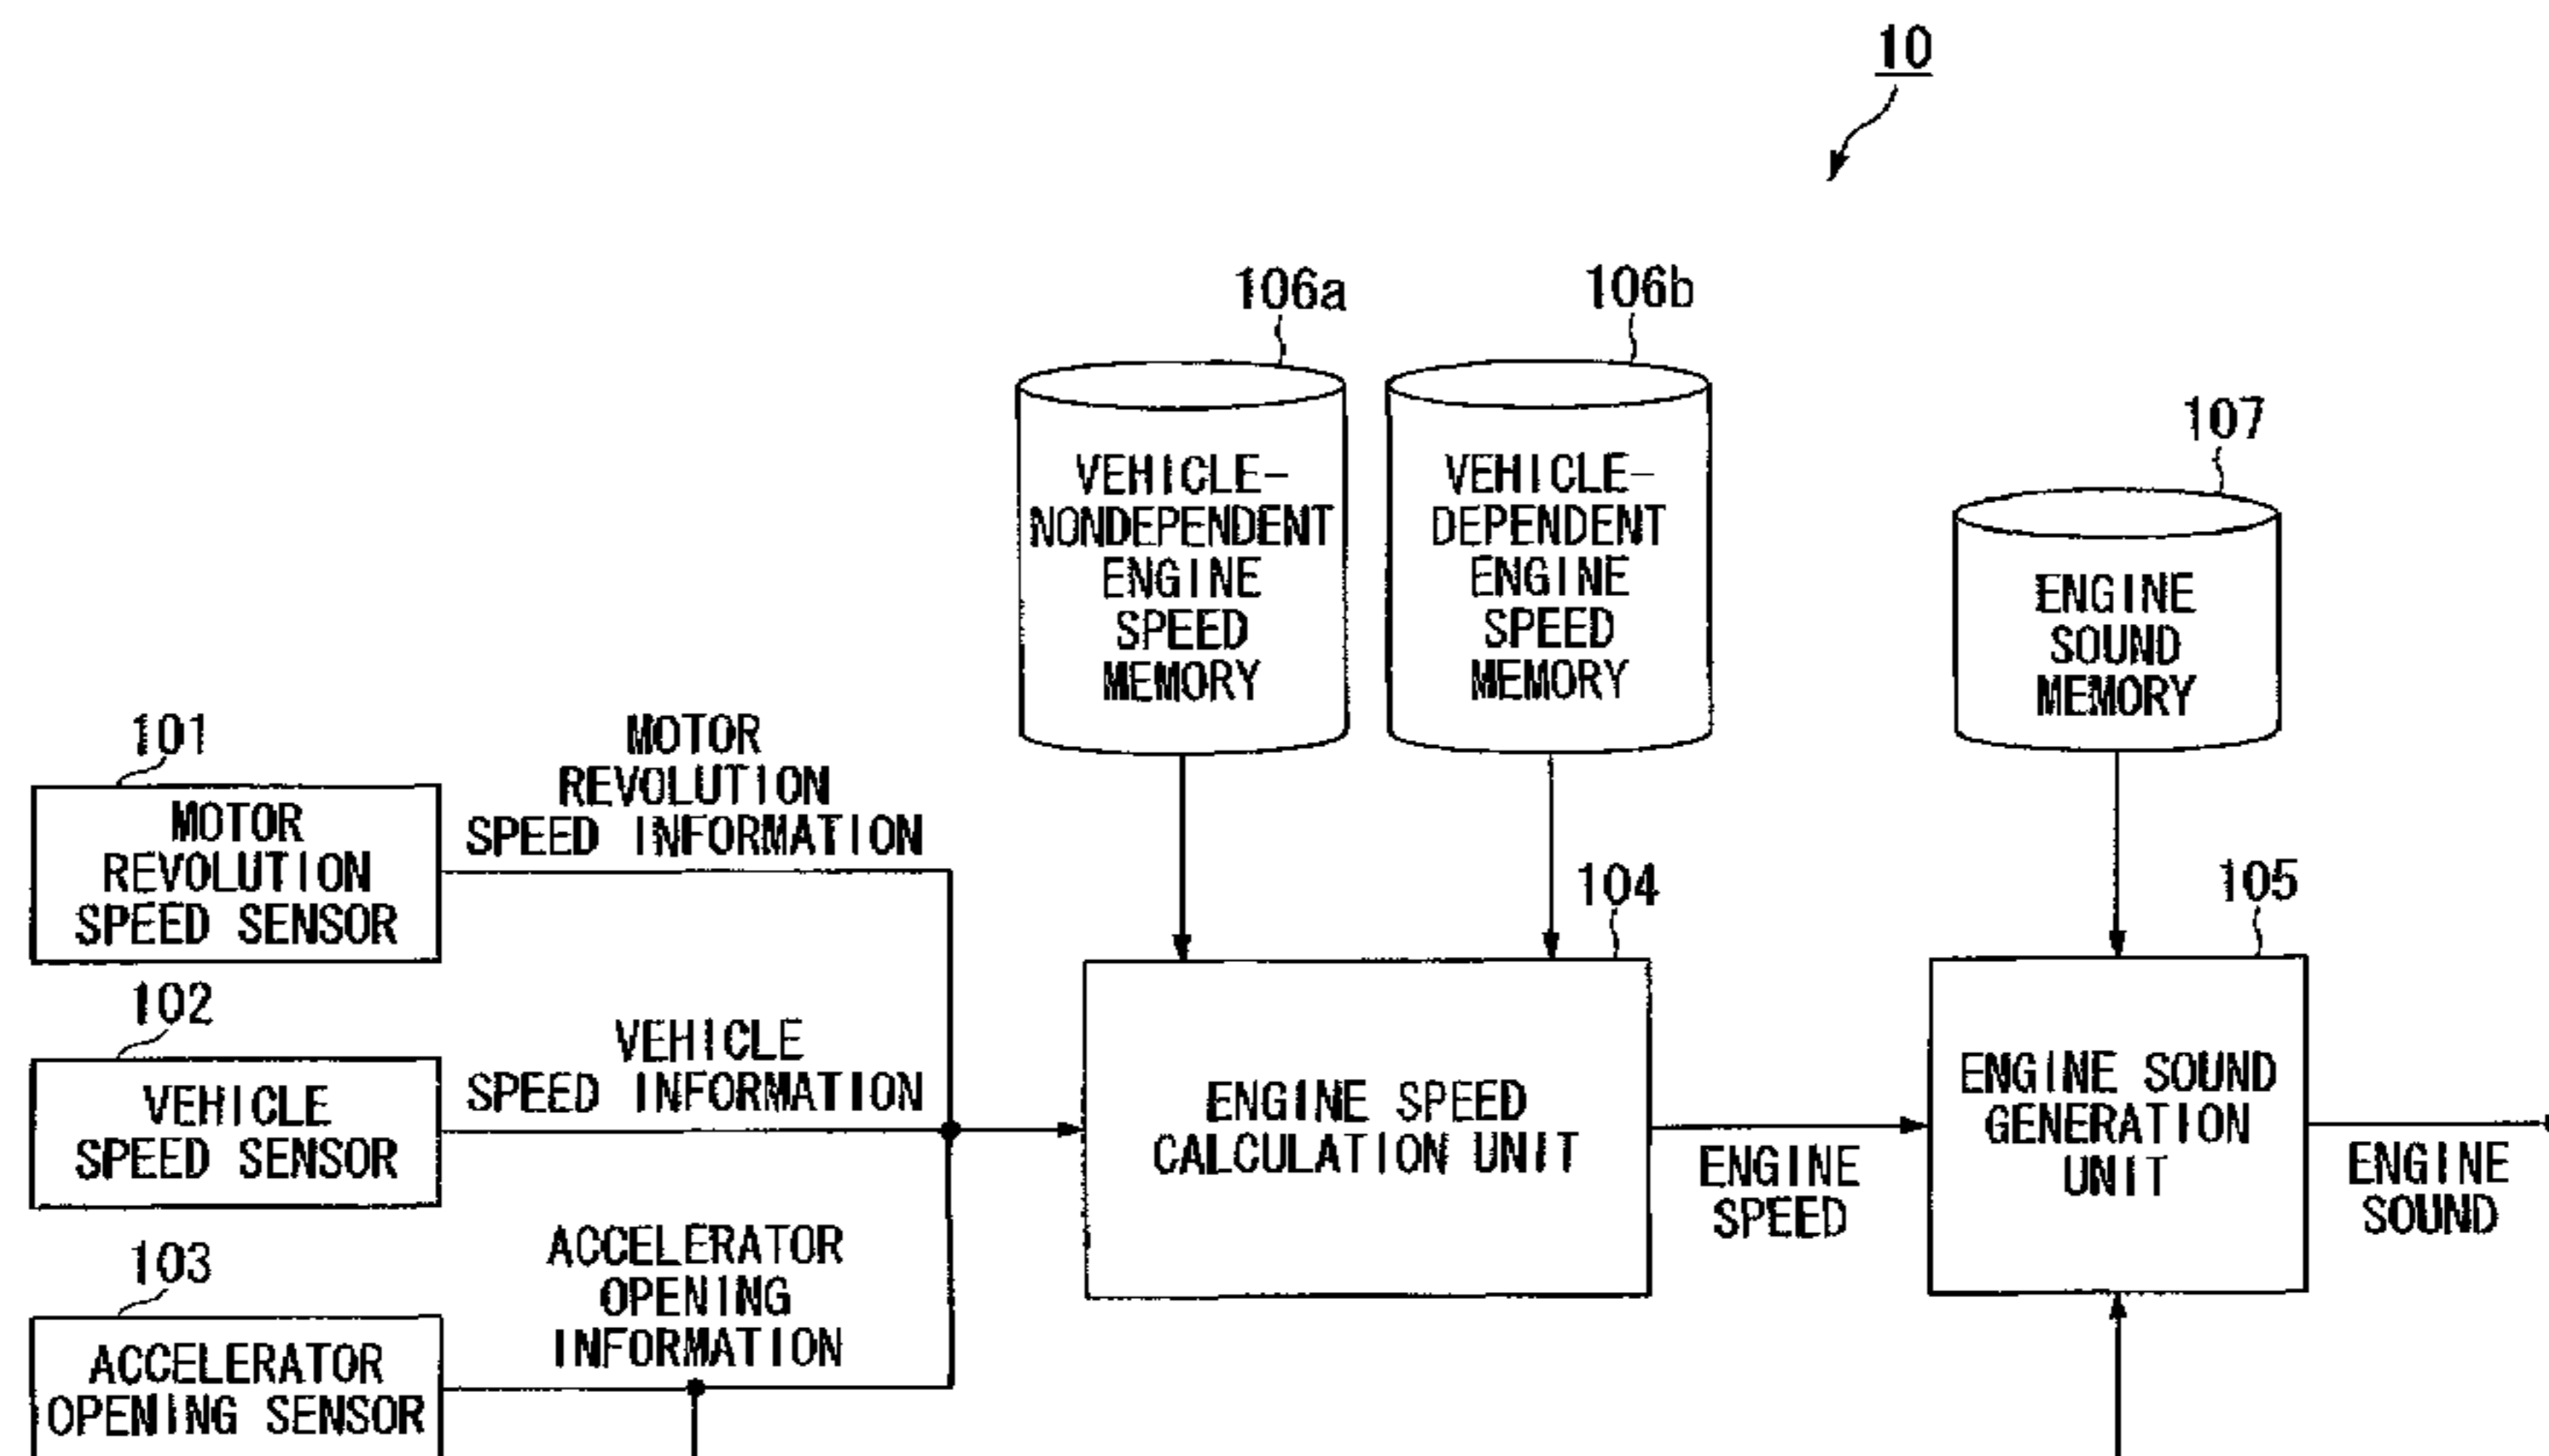 10
106a
106b
107
VEHICLE-
NONDEPENDENT
ENGINE
SPEED
MEMORY
VEHICLE-
DEPENDENT
ENGINE
SPEED
MEMORY
ENGINE
SOUND
MEMORY
101
MOTOR
REVOLUTION
SPEED SENSOR
MOTOR
REVOLUTION
SPEED INFORMATION
102
VEHICLE
SPEED SENSOR
VEHICLE
SPEED INFORMATION
103
ACCELERATOR
OPENING SENSOR
ACCELERATOR
OPENING
INFORMATION
104
ENGINE SPEED
CALCULATION UNIT
ENGINE
SPEED
105
ENGINE SOUND
GENERATION
UNIT
ENGINE
SOUND